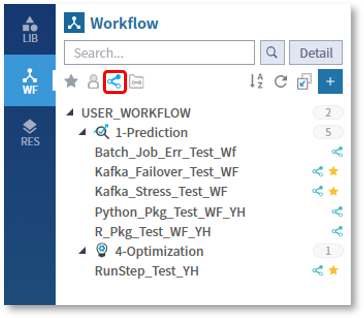 LIB
WF
RES
Workflow
Search...
Detail
A
Z
USER_WORKFLOW 2
1-Prediction 5
Batch_Job_Err_Test_Wf
Kafka_Failover_Test_WF
Kafka_Stress_Test_WF
Python_Pkg_Test_WF_YH
R_Pkg_Test_WF_YH
4-Optimization 1
RunStep_Test_YH